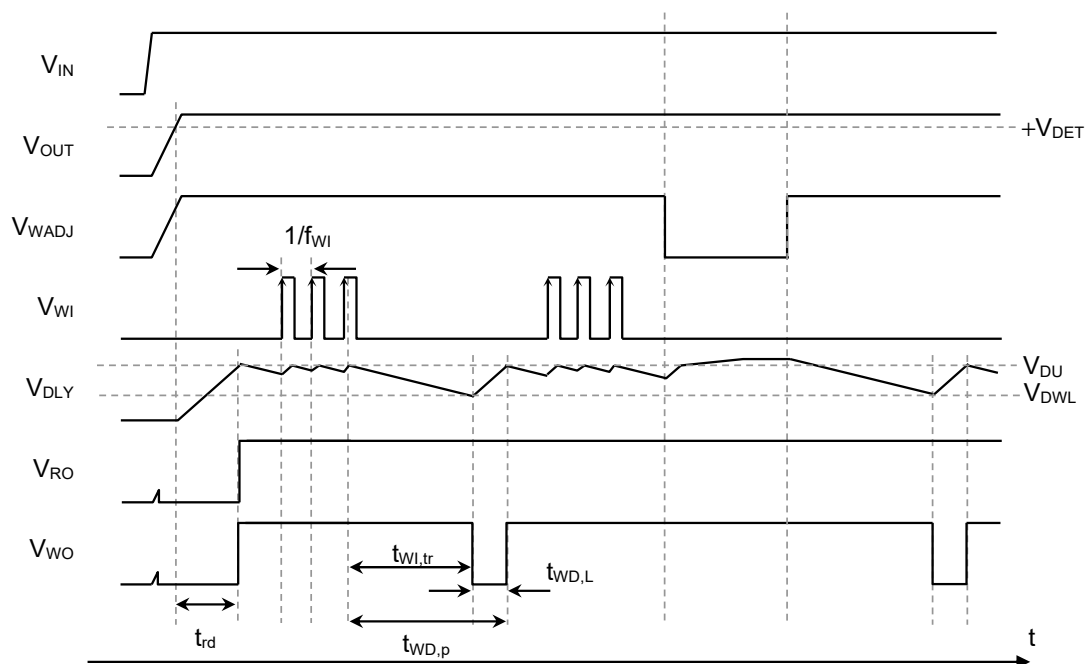 V_IN
V_OUT
+V_DET
V_WADJ
1/f_WI
V_WI
V_DLY
V_DU
V_DWL
V_RO
V_WO
t_WI,tr
t_WD,L
t_rd
t_WD,p
t